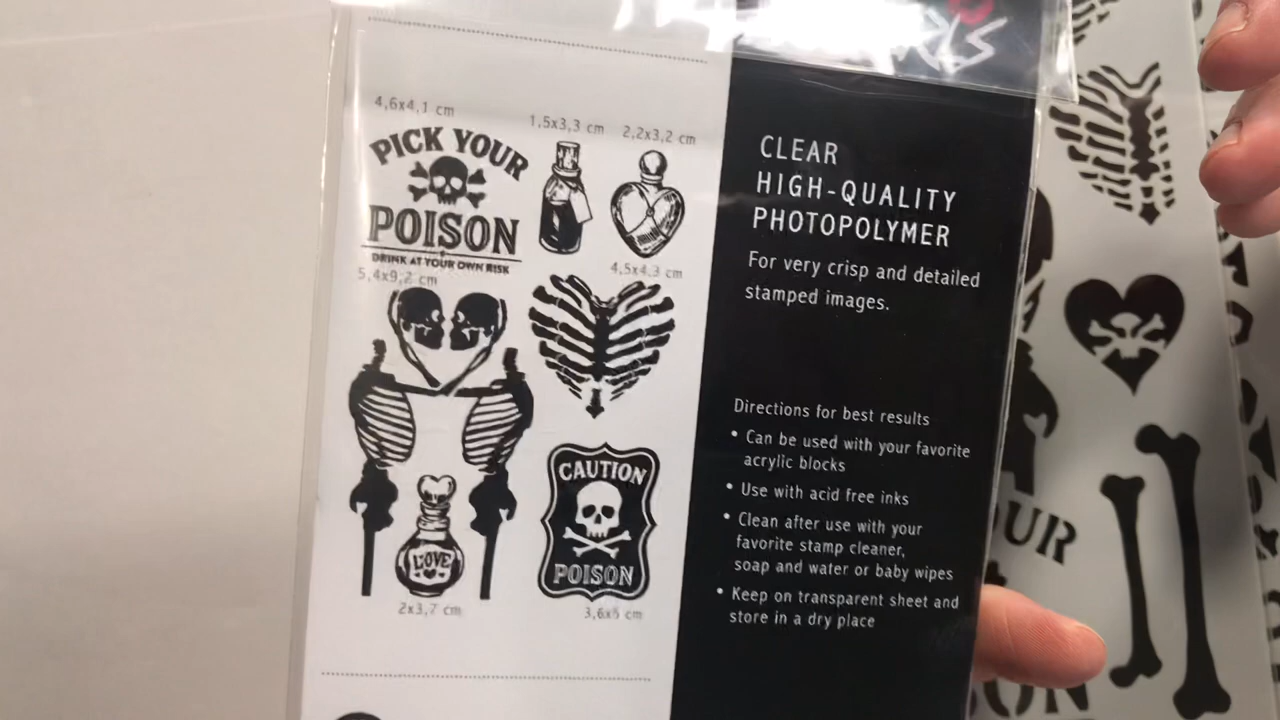 4,6x4,1 cm
1,5x3,3 cm
2,2x3,2 cm
PICK YOUR
POISON
DRINK AT YOUR OWN RISK
5,4x9,2 cm
4,5x4,3 cm
LOVE
2x3,7 cm
CAUTION
POISON
3,6x5 cm
CLEAR
HIGH-QUALITY
PHOTOPOLYMER
For very crisp and detailed
stamped images.
Directions for best results
• Can be used with your favorite
acrylic blocks
• Use with acid free inks
• Clean after use with your
favorite stamp cleaner,
soap and water or baby wipes
• Keep on transparent sheet and
store in a dry place